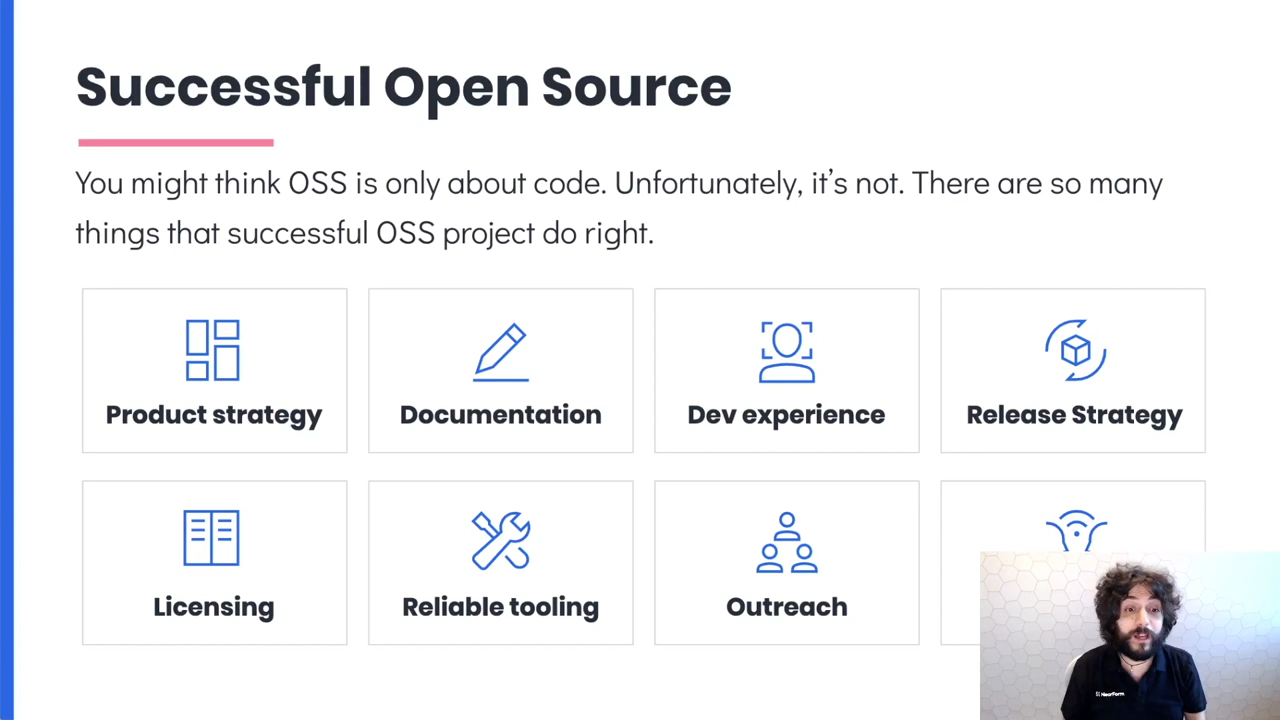 Successful Open Source
You might think OSS is only about code. Unfortunately, it’s not. There are so many
things that successful OSS project do right.
Product strategy
Documentation
Dev experience
Release Strategy
Licensing
Reliable tooling
Outreach
NearForm